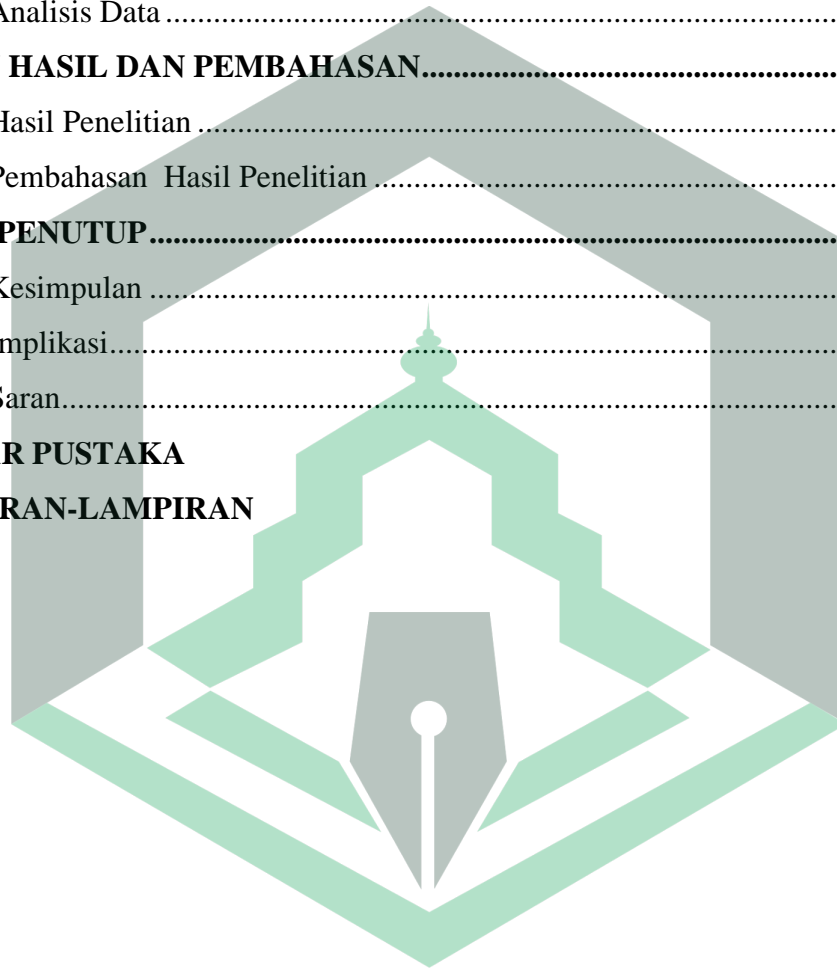 Analisis Data ........................................................................................
HASIL DAN PEMBAHASAN.......................................................
Hasil Penelitian ....................................................................................
Pembahasan Hasil Penelitian ............................................................
PENUTUP.........................................................................................
Kesimpulan ..........................................................................................
mplikasi...............................................................................................
Saran.....................................................................................................
R PUSTAKA
RAN-LAMPIRAN